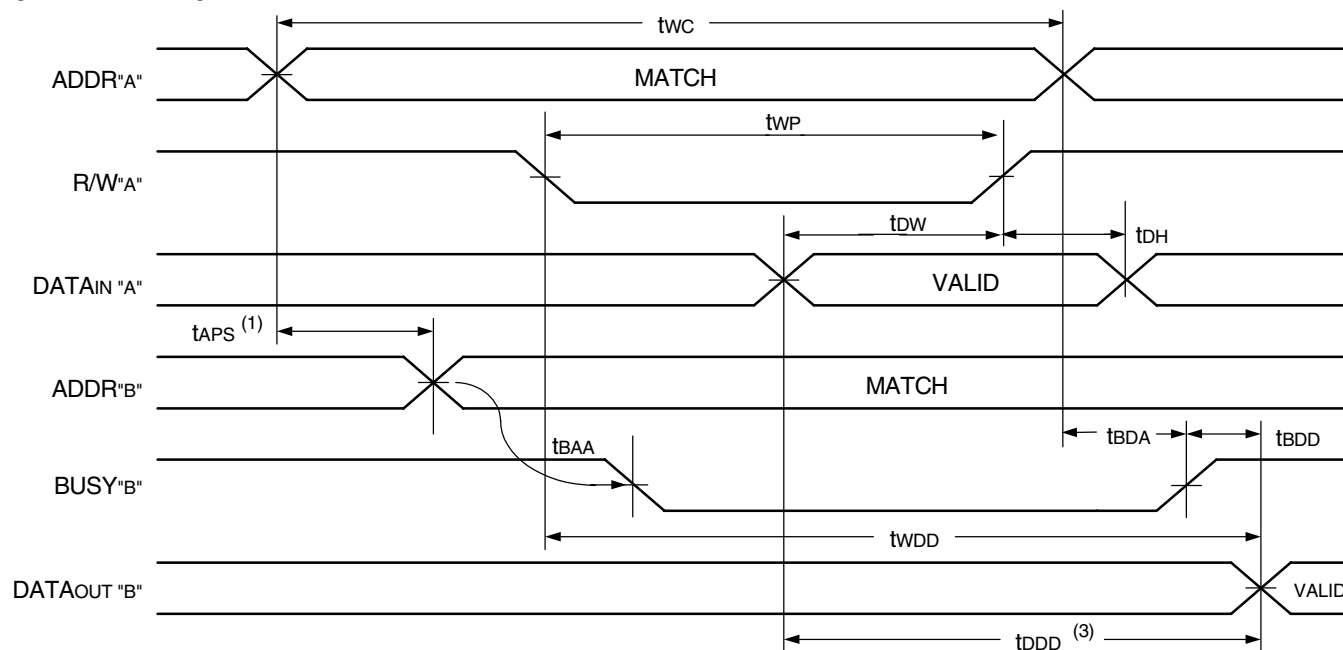 tWC
ADDR"A"
MATCH
tWP
R/W"A"
tDW
tDH
DATAIN "A"
VALID
tAPS (1)
ADDR"B"
MATCH
tBAA
tBDA
tBDD
BUSY"B"
tWDD
DATAOUT "B"
VALID
tDDD (3)